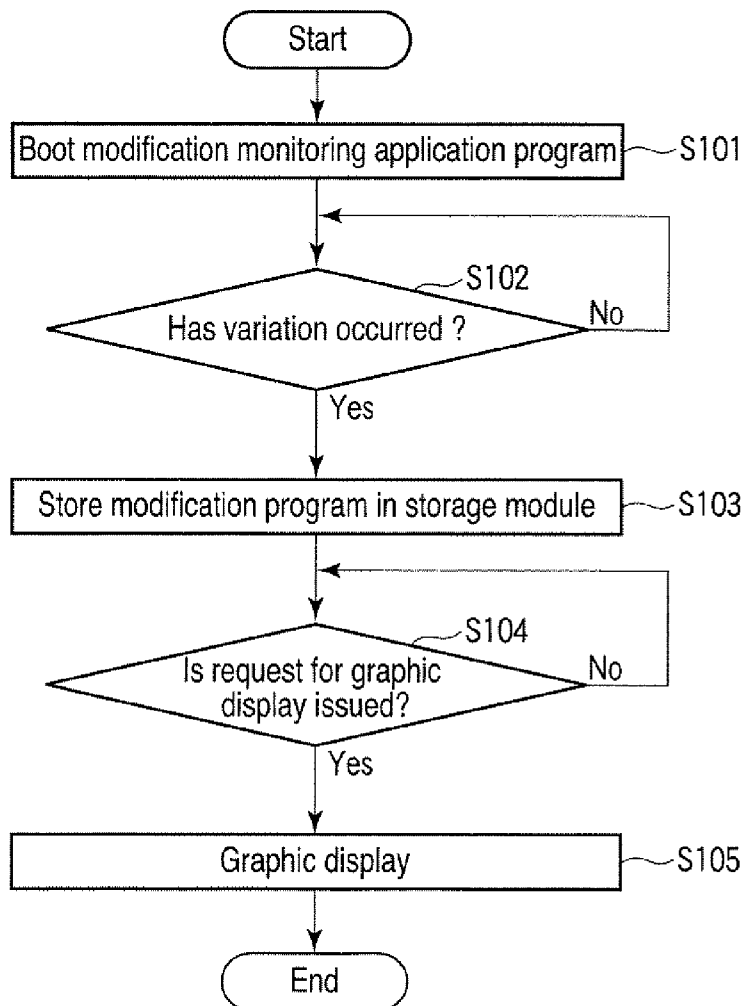 Start
Boot modification monitoring application program
S101
S102
Has variation occurred ?
No
Yes
Store modification program in storage module
S103
S104
Is request for graphic
display issued?
No
Yes
Graphic display
S105
End